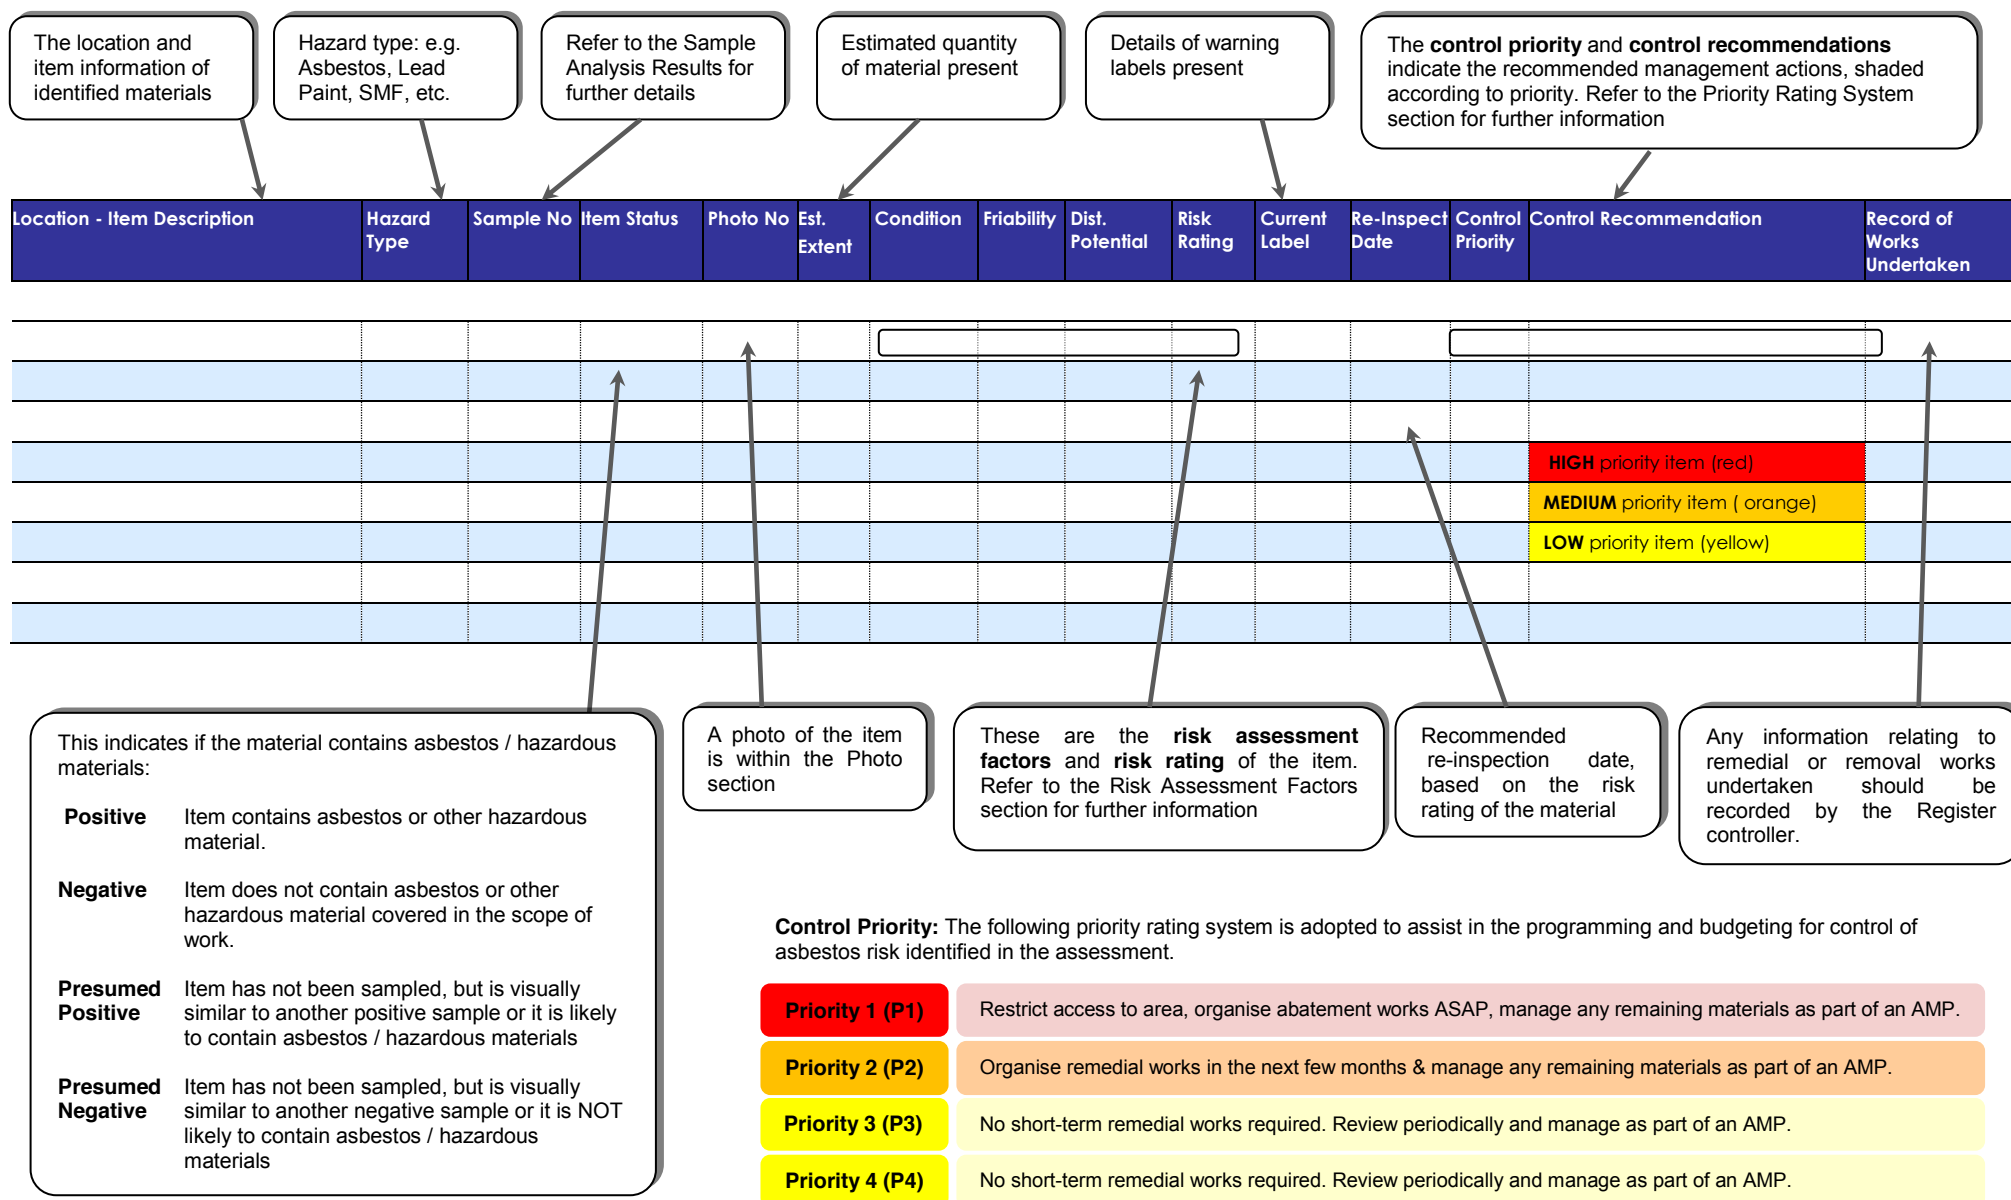 The location and
item information of
identified materials
Hazard type: e.g.
Asbestos, Lead
Paint, SMF, etc.
Refer to the Sample
Analysis Results for
further details
Estimated quantity
of material present
Details of warning
labels present
The control priority and control recommendations
indicate the recommended management actions, shaded
according to priority. Refer to the Priority Rating System
section for further information
Location - Item Description
Hazard
Type
Sample No
Item Status
Photo No
Est.
Extent
Condition
Friability
Dist.
Potential
Risk
Rating
Current
Label
Re-Inspect
Date
Control
Priority
Control Recommendation
Record of
Works
Undertaken
HIGH priority item (red)
MEDIUM priority item ( orange)
LOW priority item (yellow)
This indicates if the material contains asbestos / hazardous
materials:
Positive Item contains asbestos or other hazardous
material.
Negative Item does not contain asbestos or other
hazardous material covered in the scope of
work.
Presumed Item has not been sampled, but is visually
Positive similar to another positive sample or it is likely
to contain asbestos / hazardous materials
Presumed Item has not been sampled, but is visually
Negative similar to another negative sample or it is NOT
likely to contain asbestos / hazardous
materials
A photo of the item
is within the Photo
section
These are the risk assessment
factors and risk rating of the item.
Refer to the Risk Assessment Factors
section for further information
Recommended
re-inspection date,
based on the risk
rating of the material
Any information relating to
remedial or removal works
undertaken should be
recorded by the Register
controller.
Control Priority: The following priority rating system is adopted to assist in the programming and budgeting for control of
asbestos risk identified in the assessment.
Priority 1 (P1) Restrict access to area, organise abatement works ASAP, manage any remaining materials as part of an AMP.
Priority 2 (P2) Organise remedial works in the next few months & manage any remaining materials as part of an AMP.
Priority 3 (P3) No short-term remedial works required. Review periodically and manage as part of an AMP.
Priority 4 (P4) No short-term remedial works required. Review periodically and manage as part of an AMP.